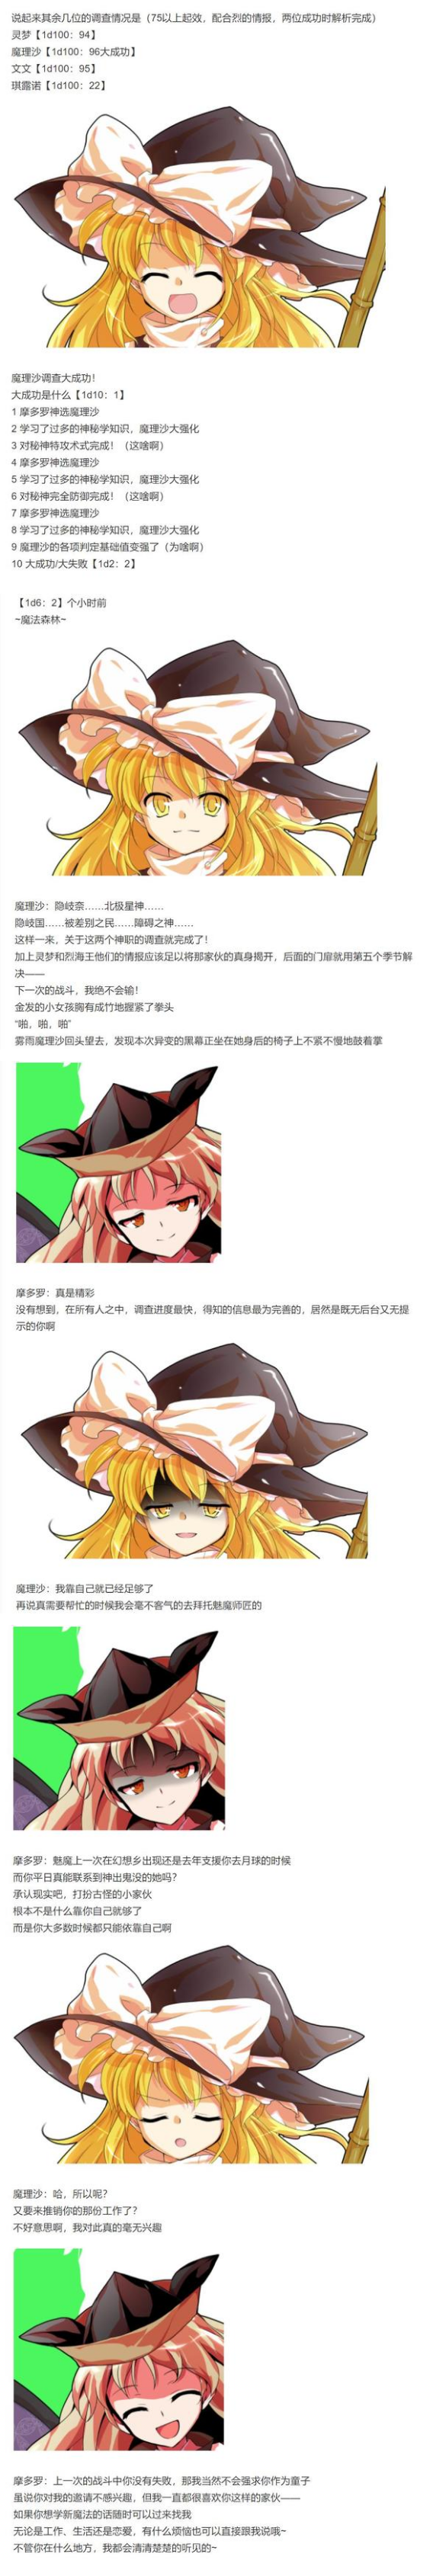 说起来其余几位的调查情况是（75以上起效，配合烈的情报，两位成功时解析完成）
灵梦【1d100：94】
魔理沙【1d100：96大成功】
文文【1d100：95】
琪露诺【1d100：22】
魔理沙调查大成功！
大成功是什么【1d10：1】
1 摩多罗神选魔理沙
2 学习了过多的神秘学知识，魔理沙大强化
3 对秘神特攻术式完成！（这啥啊）
4 摩多罗神选魔理沙
5 学习了过多的神秘学知识，魔理沙大强化
6 对秘神完全防御完成！（这啥啊）
7 摩多罗神选魔理沙
8 学习了过多的神秘学知识，魔理沙大强化
9 魔理沙的各项判定基础值变强了（为啥啊）
10 大成功/大失败【1d2：2】
【1d6：2】个小时前
~魔法森林~
魔理沙：隐岐奈……北极星神……
隐岐国……被差别之民……障碍之神……
这样一来，关于这两个神职的调查就完成了！
加上灵梦和烈海王他们的情报应该足以将那家伙的真身揭开，后面的门扉就用第五个季节解
决——
下一次的战斗，我绝不会输！
金发的小女孩胸有成竹地握紧了拳头
“啪，啪，啪”
雾雨魔理沙回头望去，发现本次异变的黑幕正坐在她身后的椅子上不紧不慢地鼓着掌
摩多罗：真是精彩
没有想到，在所有人之中，调查进度最快，得知的信息最为完善的，居然是既无后台又无提
示的你啊
魔理沙：我靠自己就已经足够了
再说真需要帮忙的时候我会毫不客气的去拜托魅魔师匠的
摩多罗：魅魔上一次在幻想乡出现还是去年支援你去月球的时候
而你平日真能联系到神出鬼没的她吗？
承认现实吧，打扮古怪的小家伙
根本不是什么靠你自己就够了
而是你大多数时候都只能依靠自己啊
魔理沙：哈，所以呢？
又要来推销你的那份工作了？
不好意思啊，我对此真的毫无兴趣
摩多罗：上一次的战斗中你没有失败，那我当然不会强求你作为童子
虽说你对我的邀请不感兴趣，但我一直都很喜欢你这样的家伙——
如果你想学新魔法的话随时可以过来找我
无论是工作、生活还是恋爱，有什么烦恼也可以直接跟我说哦~
不管你在什么地方，我都会清清楚楚的听见的~